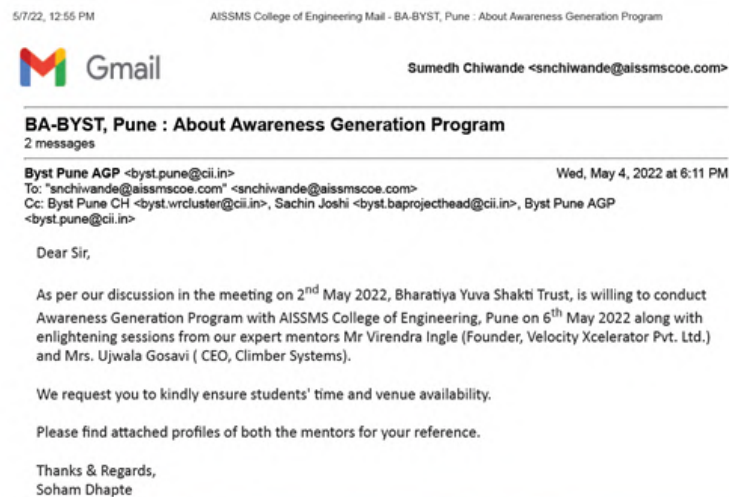 5/7/22, 12:55 PM AISSMS College of Engineering Mail - BA-BYST, Pune : About Awareness Generation Program
Gmail Sumedh Chiwande <snchiwande@aissmscoe.com>
BA-BYST, Pune : About Awareness Generation Program
2 messages
Byst Pune AGP <byst.pune@cii.in> Wed, May 4, 2022 at 6:11 PM
To: "snchiwande@aissmscoe.com" <snchiwande@aissmscoe.com>
Cc: Byst Pune CH <byst.wrcluster@cii.in>, Sachin Joshi <byst.baprojecthead@cii.in>, Byst Pune AGP
<byst.pune@cii.in>
Dear Sir,
As per our discussion in the meeting on 2nd May 2022, Bharatiya Yuva Shakti Trust, is willing to conduct
Awareness Generation Program with AISSMS College of Engineering, Pune on 6th May 2022 along with
enlightening sessions from our expert mentors Mr Virendra Ingle (Founder, Velocity Xcelerator Pvt. Ltd.)
and Mrs. Ujwala Gosavi ( CEO, Climber Systems).
We request you to kindly ensure students' time and venue availability.
Please find attached profiles of both the mentors for your reference.
Thanks & Regards,
Soham Dhapte